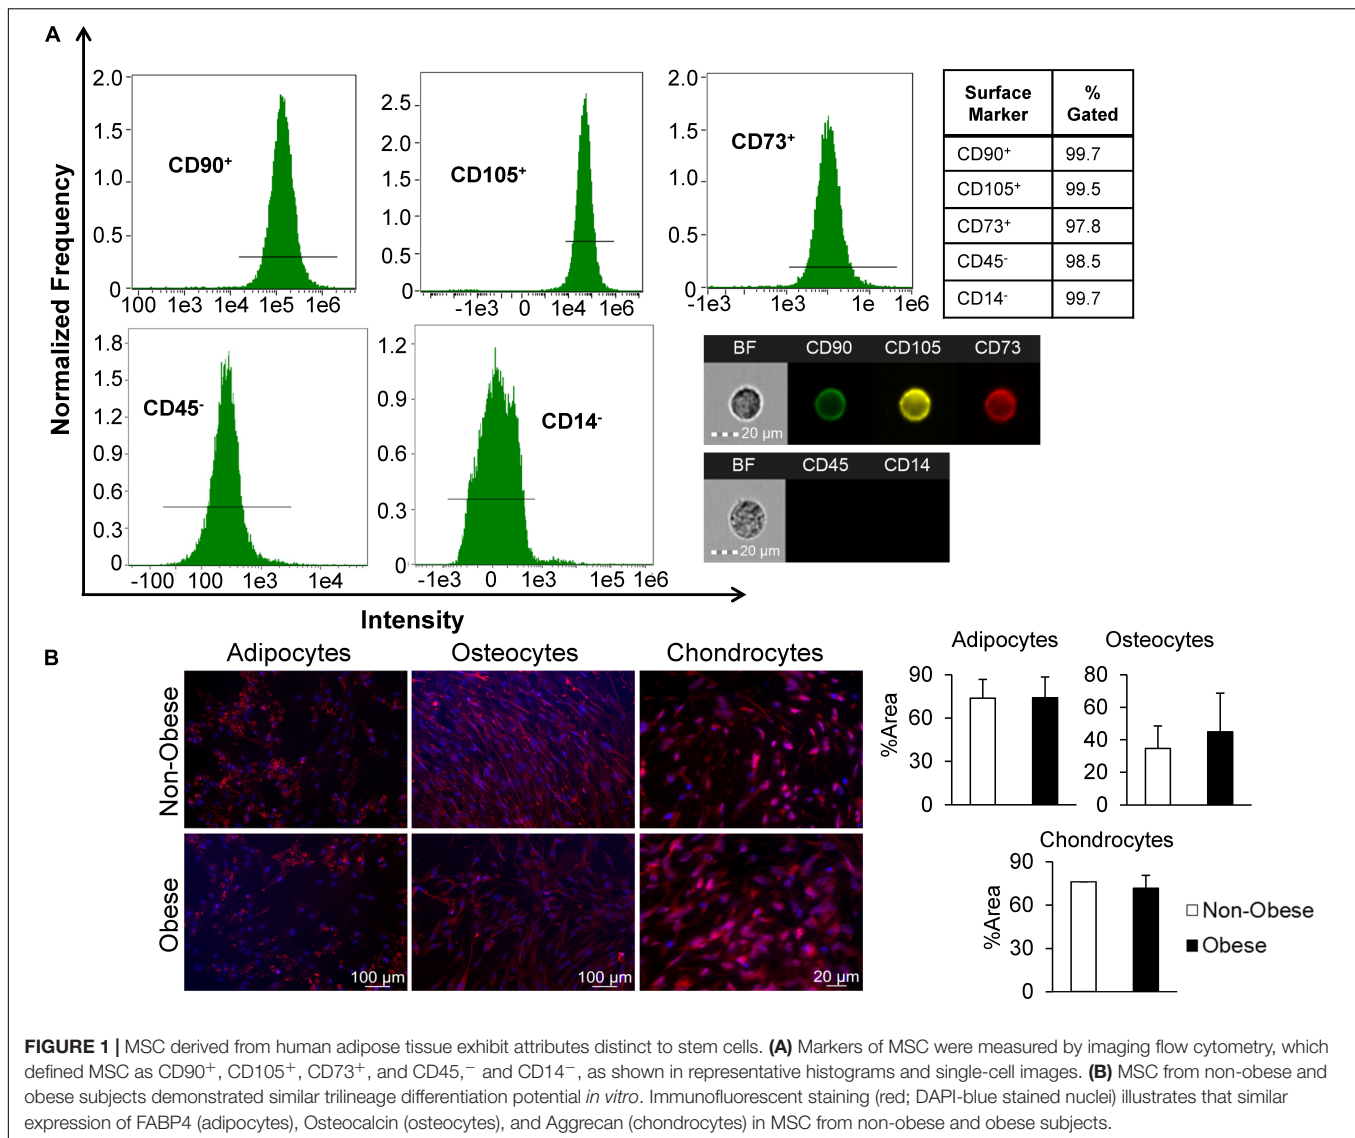 A
Normalized Frequency
2.0
1.5
1.0
0.5
0
CD90+
100 1e3 1e4 1e5 1e6
2.5
2.0
1.5
1.0
0.5
0
CD105+
-1e3 0 1e4 1e6
2.0
1.5
1.0
0.5
0
CD73+
-1e3 1e3 1e 1e6
Surface Marker % Gated
CD90+ 99.7
CD105+ 99.5
CD73+ 97.8
CD45- 98.5
CD14- 99.7
1.8
1.5
1.2
0.9
0.6
0.3
0
CD45-
-100 100 1e3 1e4
1.2
0.9
0.6
0.3
0
CD14-
-1e3 0 1e3 1e5 1e6
BF CD90 CD105 CD73
20 µm
BF CD45 CD14
20 µm
Intensity
B
Adipocytes Osteocytes Chondrocytes
Non-Obese
Obese
100 µm 100 µm 20 µm
Adipocytes
%Area
90
60
30
0
Osteocytes
80
60
40
20
0
Chondrocytes
%Area
90
60
30
0
Non-Obese
Obese
FIGURE 1 | MSC derived from human adipose tissue exhibit attributes distinct to stem cells. (A) Markers of MSC were measured by imaging flow cytometry, which
defined MSC as CD90+, CD105+, CD73+, and CD45,− and CD14−, as shown in representative histograms and single-cell images. (B) MSC from non-obese and
obese subjects demonstrated similar trilineage differentiation potential in vitro. Immunofluorescent staining (red; DAPI-blue stained nuclei) illustrates that similar
expression of FABP4 (adipocytes), Osteocalcin (osteocytes), and Aggrecan (chondrocytes) in MSC from non-obese and obese subjects.